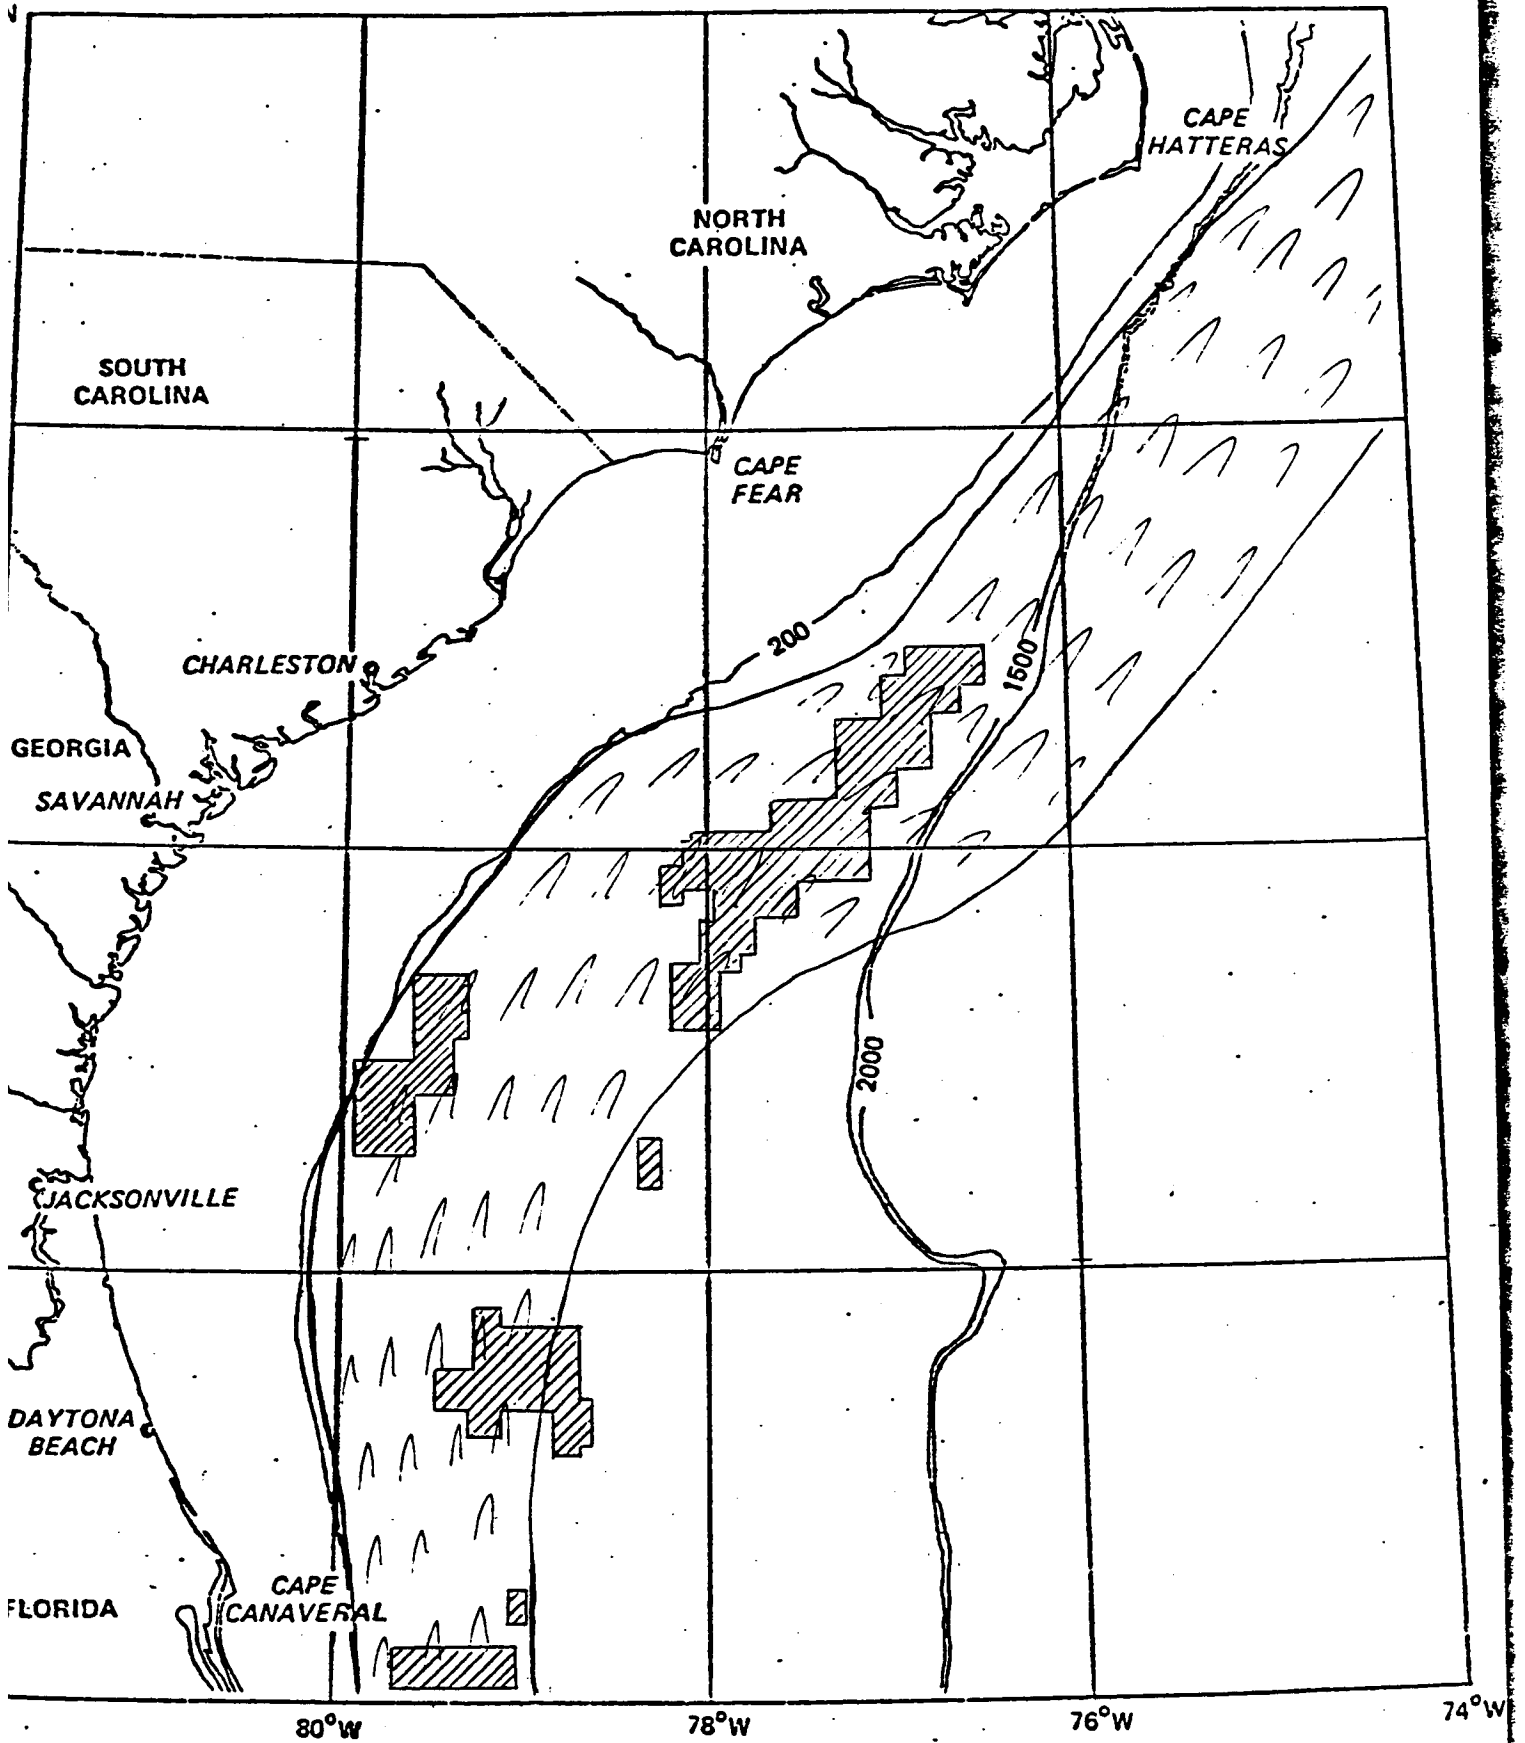 CAPE
HATTERAS
NORTH
CAROLINA
SOUTH
CAROLINA
CAPE
FEAR
200
CHARLESTON
1500
GEORGIA
SAVANNAH
2000
JACKSONVILLE
DAYTONA
BEACH
CAPE
CANAVERAL
FLORIDA
80°W
78°W
76°W
74°W